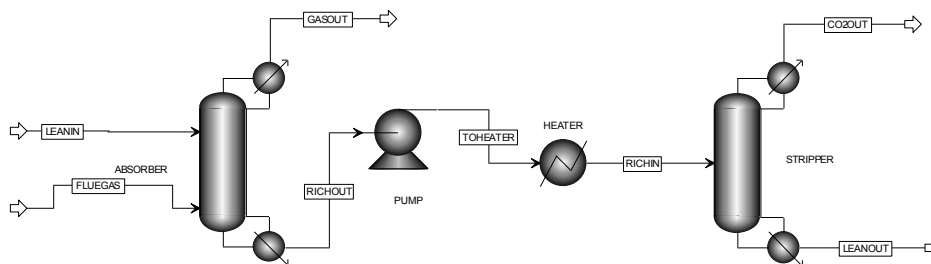 GASOUT
CO2OUT
LEANIN
HEATER
TOHEATER
ABSORBER
STRIPPER
RICHIN
FLUEGAS
RICHOUT
PUMP
LEANOUT